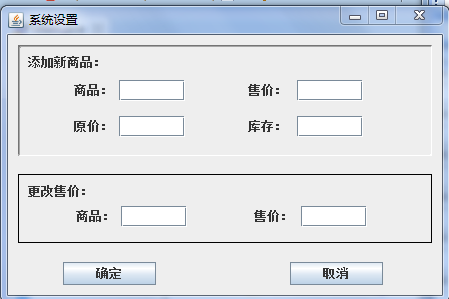 系统设置
添加新商品：
商品： 售价：
原价： 库存：
更改售价：
商品： 售价：
确定 取消